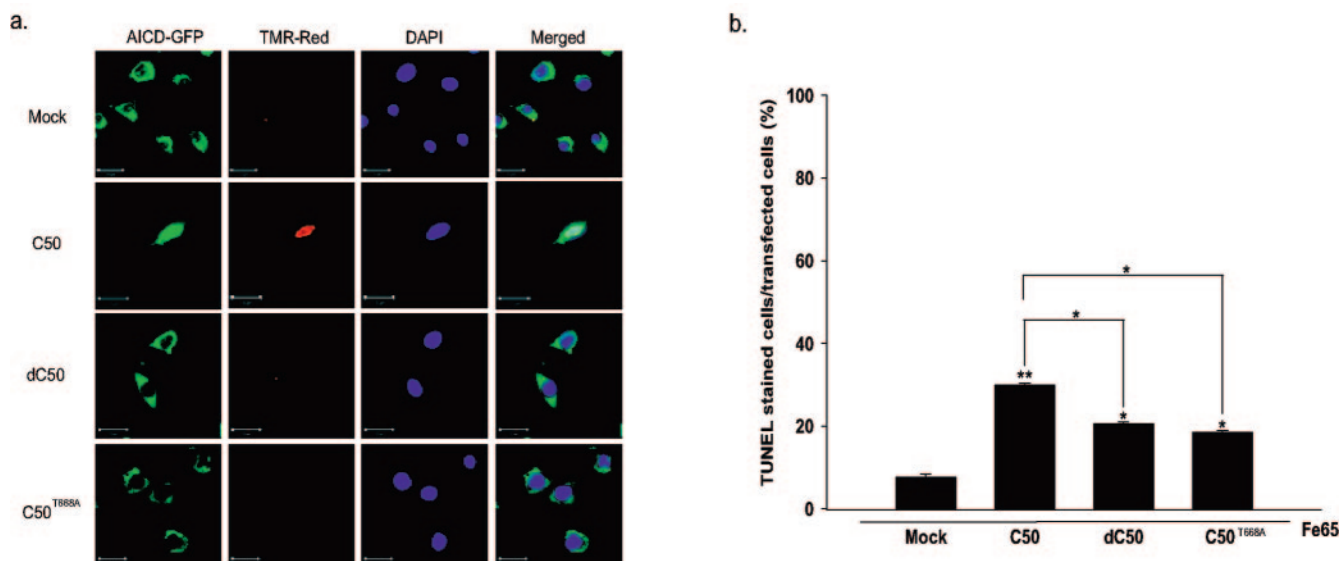 a.
AICD-GFP TMR-Red DAPI Merged
Mock
C50
dC50
C50T668A
b.
TUNEL stained cells/transfected cells (%)
100
80
60
40
20
0
*
*
**
*
*
Mock C50 dC50 C50T668A Fe65